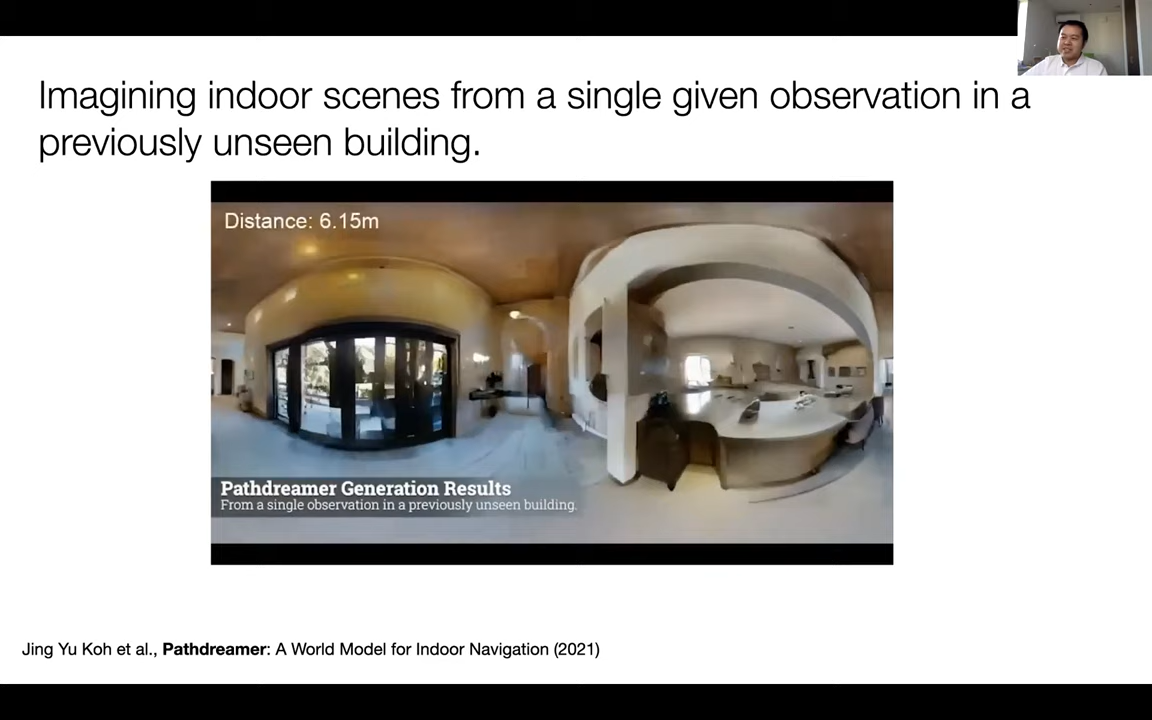 Imagining indoor scenes from a single given observation in a
previously unseen building.
Distance: 6.15m
Pathdreamer Generation Results
From a single observation in a previously unseen building.
Jing Yu Koh et al., Pathdreamer: A World Model for Indoor Navigation (2021)